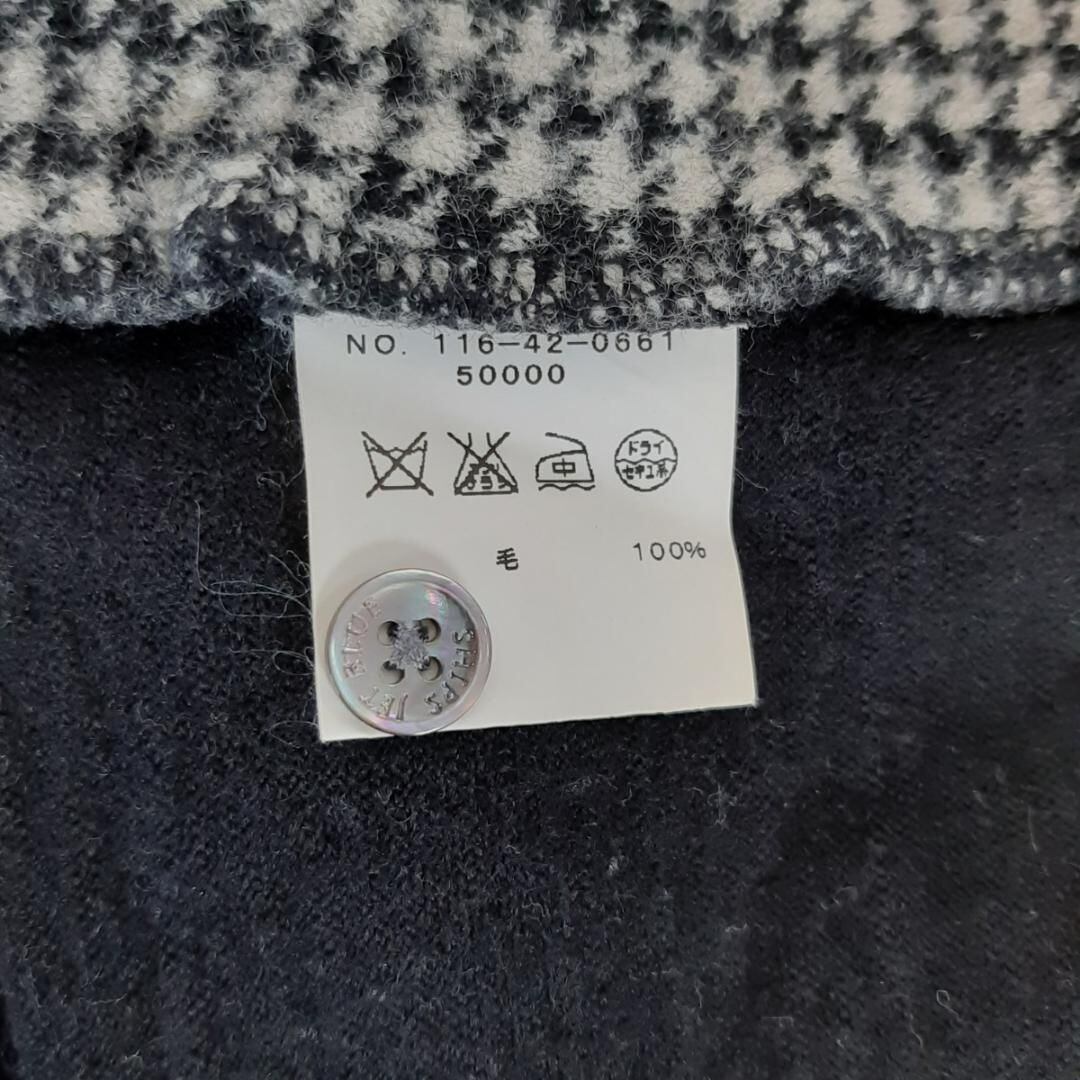 NO. 116-42-0661
50000
中
ドライ
セキユ系
毛 100%
SHIPS JET BLUE